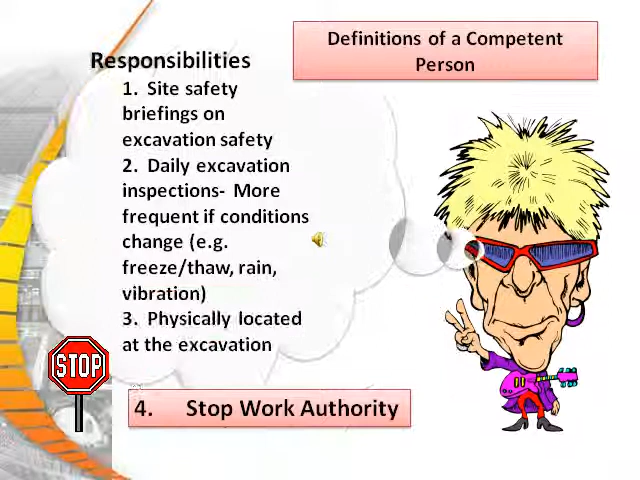 Definitions of a Competent
Person
Responsibilities
1. Site safety
briefings on
excavation safety
2. Daily excavation
inspections- More
frequent if conditions
change (e.g.
freeze/thaw, rain,
vibration)
3. Physically located
at the excavation
STOP
4. Stop Work Authority